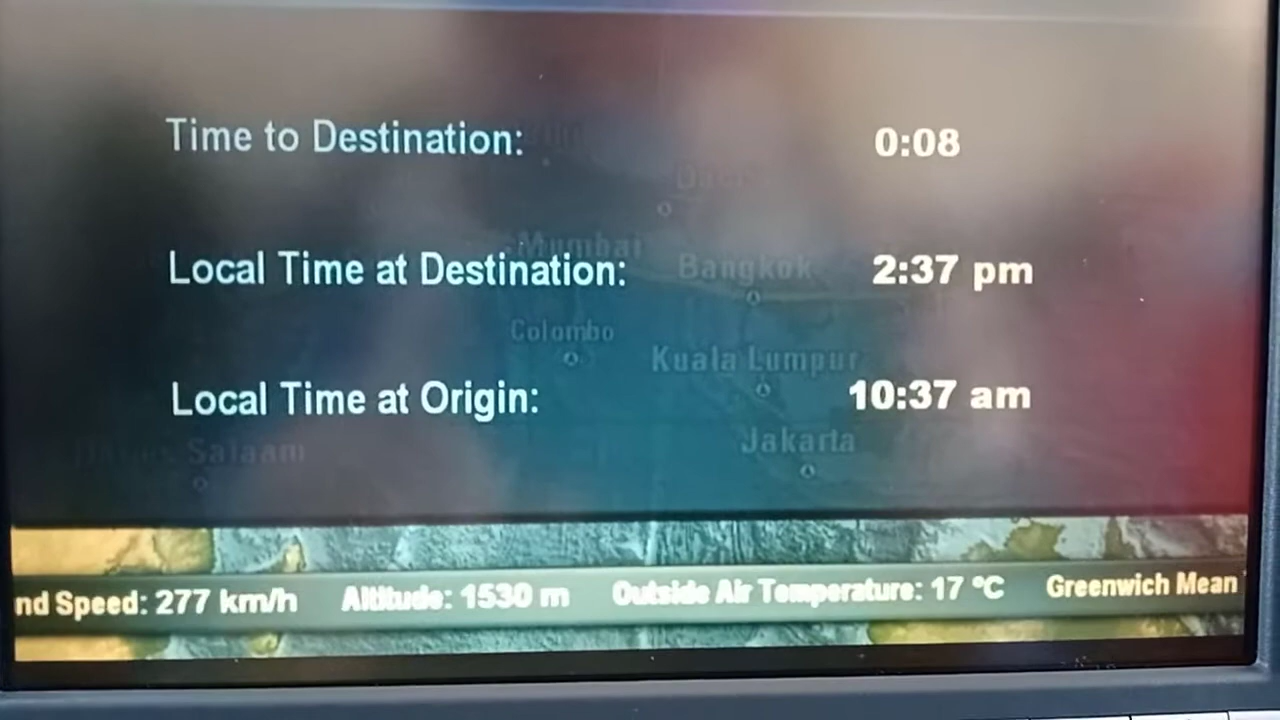 Time to Destination: 0:08
Local Time at Destination: 2:37 pm
Local Time at Origin: 10:37 am
Mumbai
Bangkok
Colombo
Kuala Lumpur
Jakarta
Salaam
nd Speed: 277 km/h Altitude: 1530 m Outside Air Temperature: 17 °C Greenwich Mean